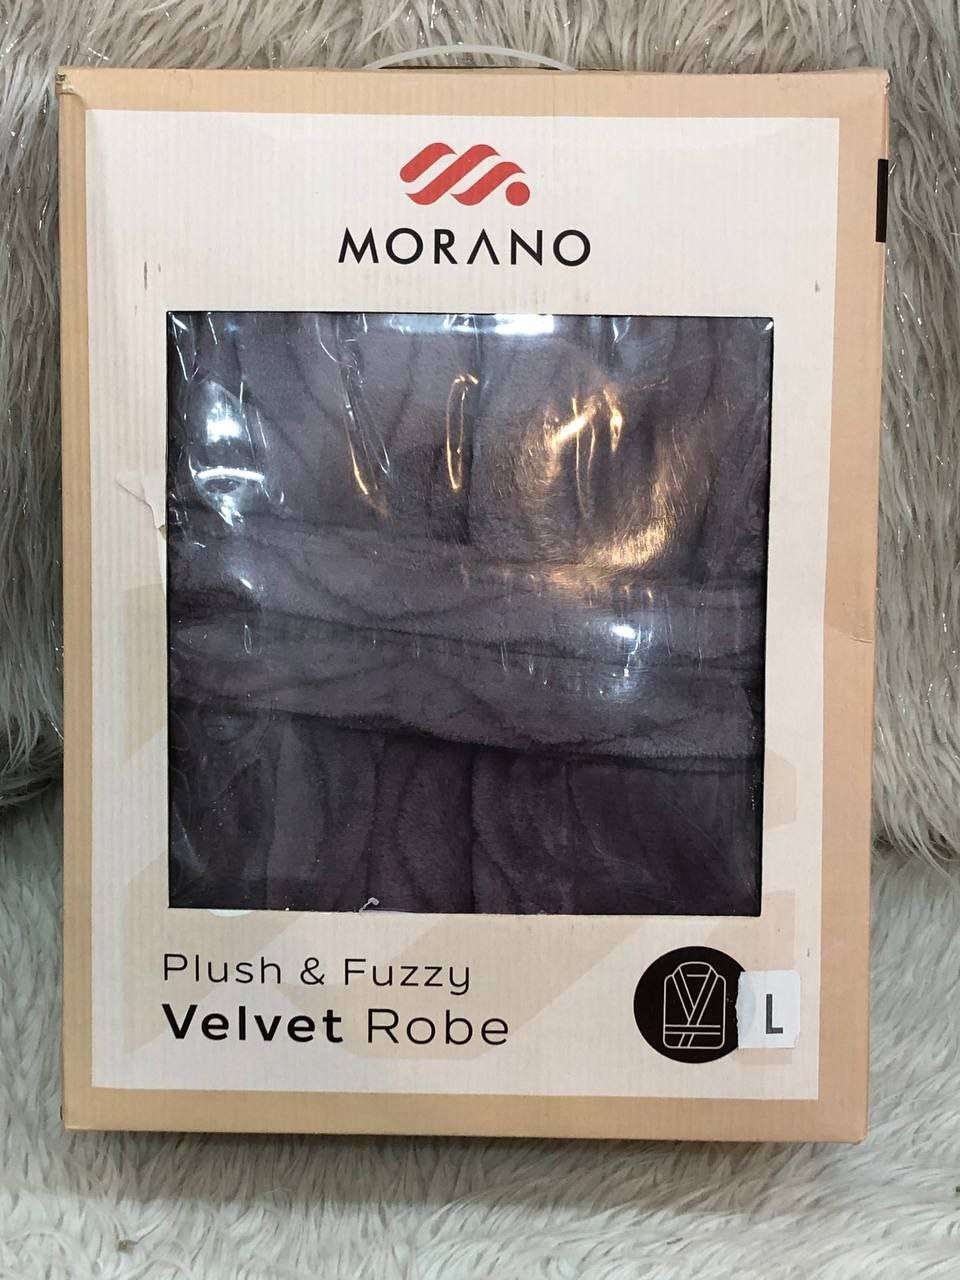 MORANO
Plush & Fuzzy
Velvet Robe
L